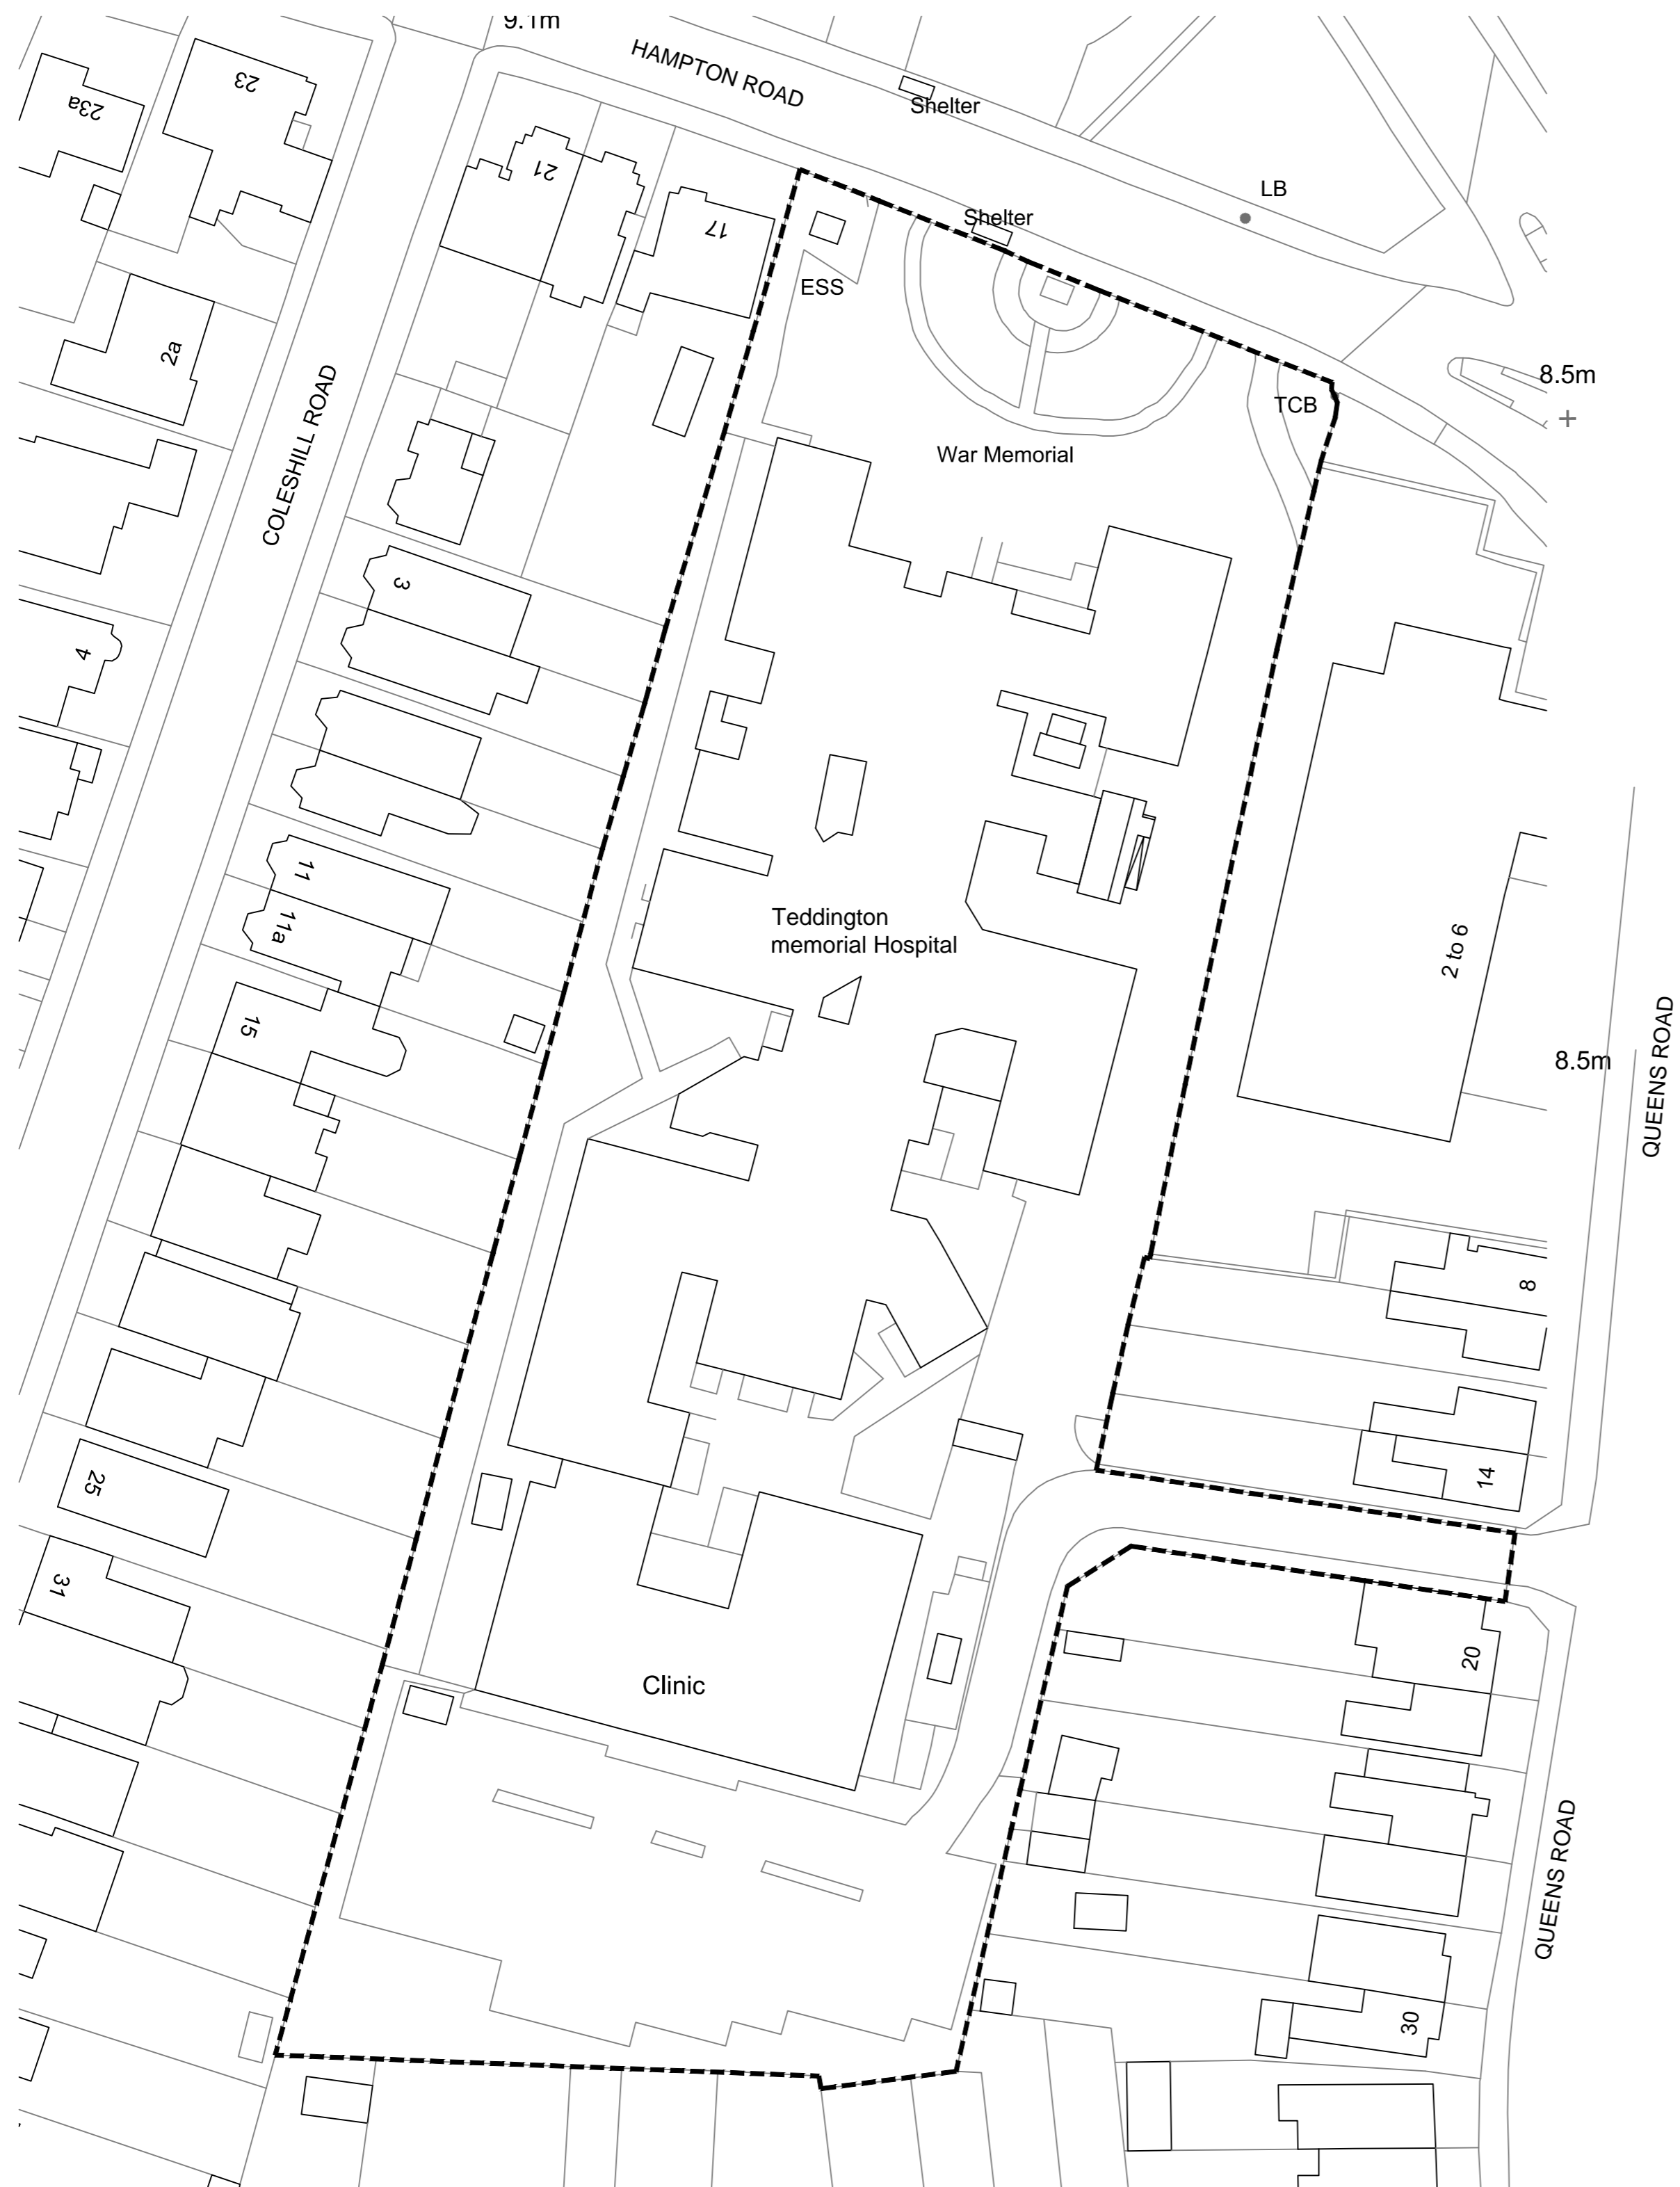 9.1m
HAMPTON ROAD
23
23a
Shelter
21
LB
17
Shelter
ESS
2a
8.5m
TCB
COLESHILL ROAD
War Memorial
3
4
11
11a
Teddington
memorial Hospital
2 to 6
15
8.5m
QUEENS ROAD
8
25
14
31
20
Clinic
QUEENS ROAD
30